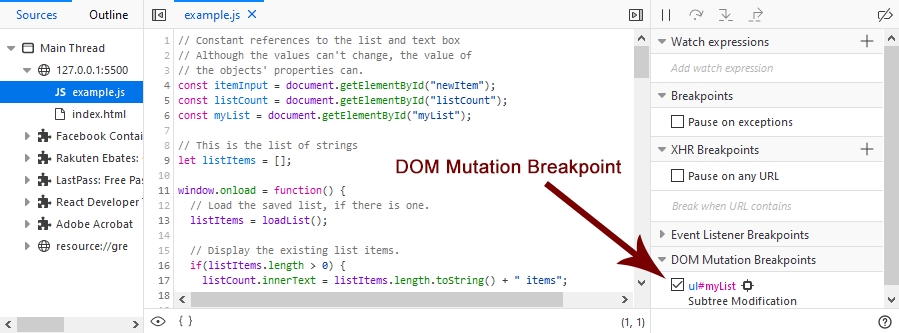 Sources Outline
Main Thread
127.0.0.1:5500
JS example.js
index.html
Facebook Contai
Rakuten Ebates:
LastPass: Free Pas
React Developer T
Adobe Acrobat
resource://gre
example.js
1 // Constant references to the list and text box
2 // Although the values can't change, the value of
3 // the objects' properties can.
4 const itemInput = document.getElementById("newItem");
5 const listCount = document.getElementById("listCount");
6 const myList = document.getElementById("myList");
7
8 // This is the list of strings
9 let listItems = [];
10
11 window.onload = function() {
12 // Load the saved list, if there is one.
13 listItems = loadList();
14
15 // Display the existing list items.
16 if(listItems.length > 0) {
17 listCount.innerText = listItems.length.toString() + " items";
18
{ } (1, 1)
DOM Mutation Breakpoint
Watch expressions
Add watch expression
Breakpoints
Pause on exceptions
XHR Breakpoints
Pause on any URL
Break when URL contains
Event Listener Breakpoints
DOM Mutation Breakpoints
ul#myList
Subtree Modification